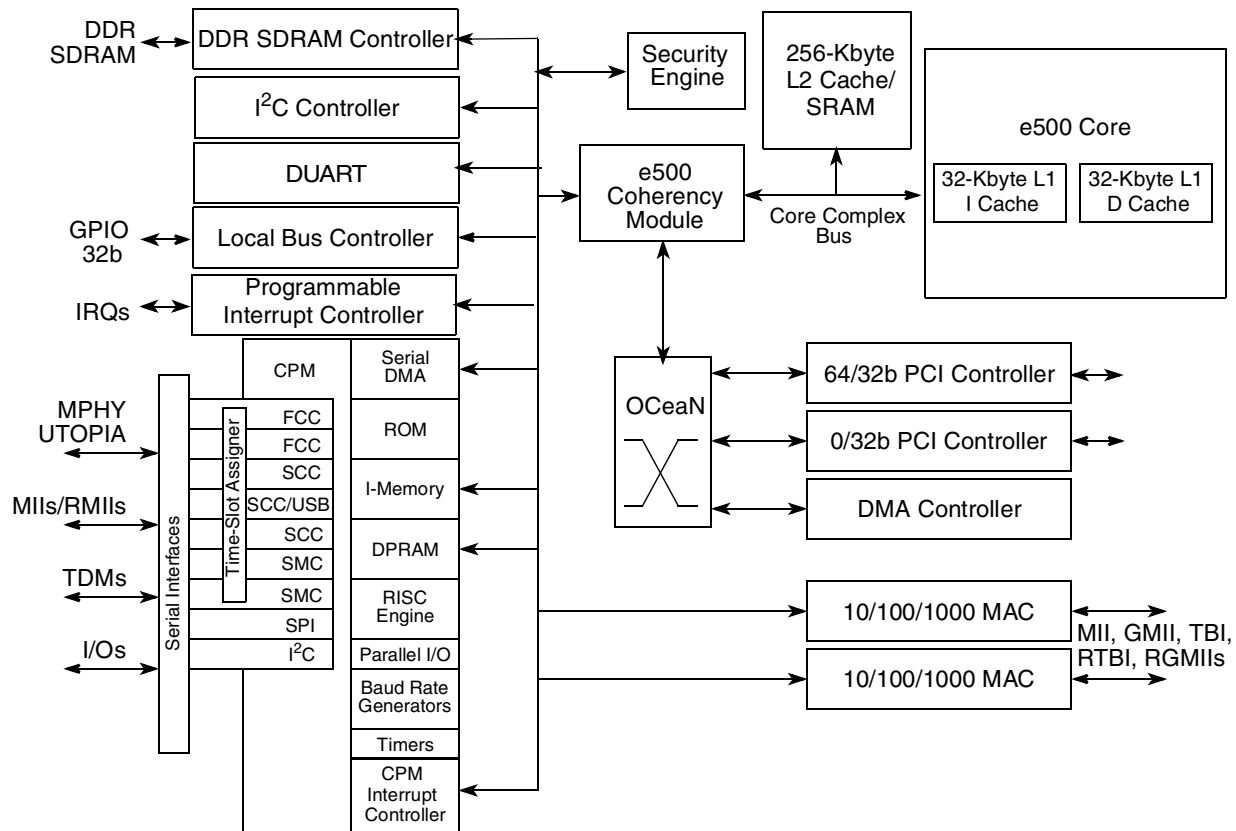 DDR
SDRAM
DDR SDRAM Controller
I²C Controller
DUART
GPIO
32b
Local Bus Controller
IRQs
Programmable
Interrupt Controller
Security
Engine
256-Kbyte
L2 Cache/
SRAM
e500 Core
32-Kbyte L1
I Cache
32-Kbyte L1
D Cache
e500
Coherency
Module
Core Complex
Bus
MPHY
UTOPIA
MIIs/RMIIs
TDMs
I/Os
Serial Interfaces
Time-Slot Assigner
CPM
FCC
FCC
SCC
SCC/USB
SCC
SMC
SMC
SPI
I²C
Serial
DMA
ROM
I-Memory
DPRAM
RISC
Engine
Parallel I/O
Baud Rate
Generators
Timers
CPM
Interrupt
Controller
OCeaN
64/32b PCI Controller
0/32b PCI Controller
DMA Controller
10/100/1000 MAC
10/100/1000 MAC
MII, GMII, TBI,
RTBI, RGMIIs